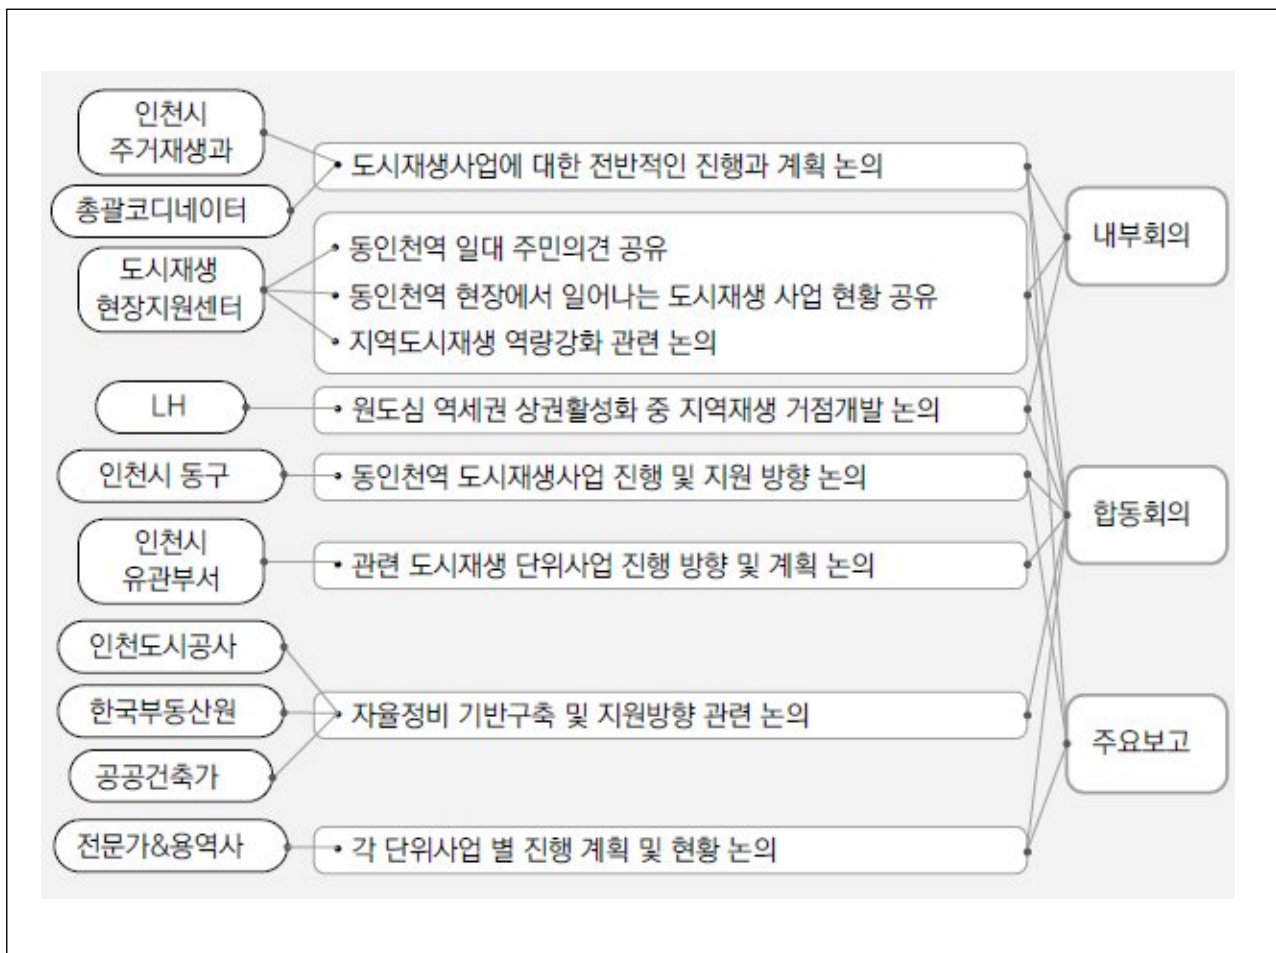 인천시
주거재생과
• 도시재생사업에 대한 전반적인 진행과 계획 논의
총괄코디네이터
내부회의
도시재생
현장지원센터
• 동인천역 일대 주민의견 공유
• 동인천역 현장에서 일어나는 도시재생 사업 현황 공유
• 지역도시재생 역량강화 관련 논의
LH
• 원도심 역세권 상권활성화 중 지역재생 거점개발 논의
인천시 동구
• 동인천역 도시재생사업 진행 및 지원 방향 논의
합동회의
인천시
유관부서
• 관련 도시재생 단위사업 진행 방향 및 계획 논의
인천도시공사
한국부동산원
• 자율정비 기반구축 및 지원방향 관련 논의
공공건축가
주요보고
전문가&용역사
• 각 단위사업 별 진행 계획 및 현황 논의